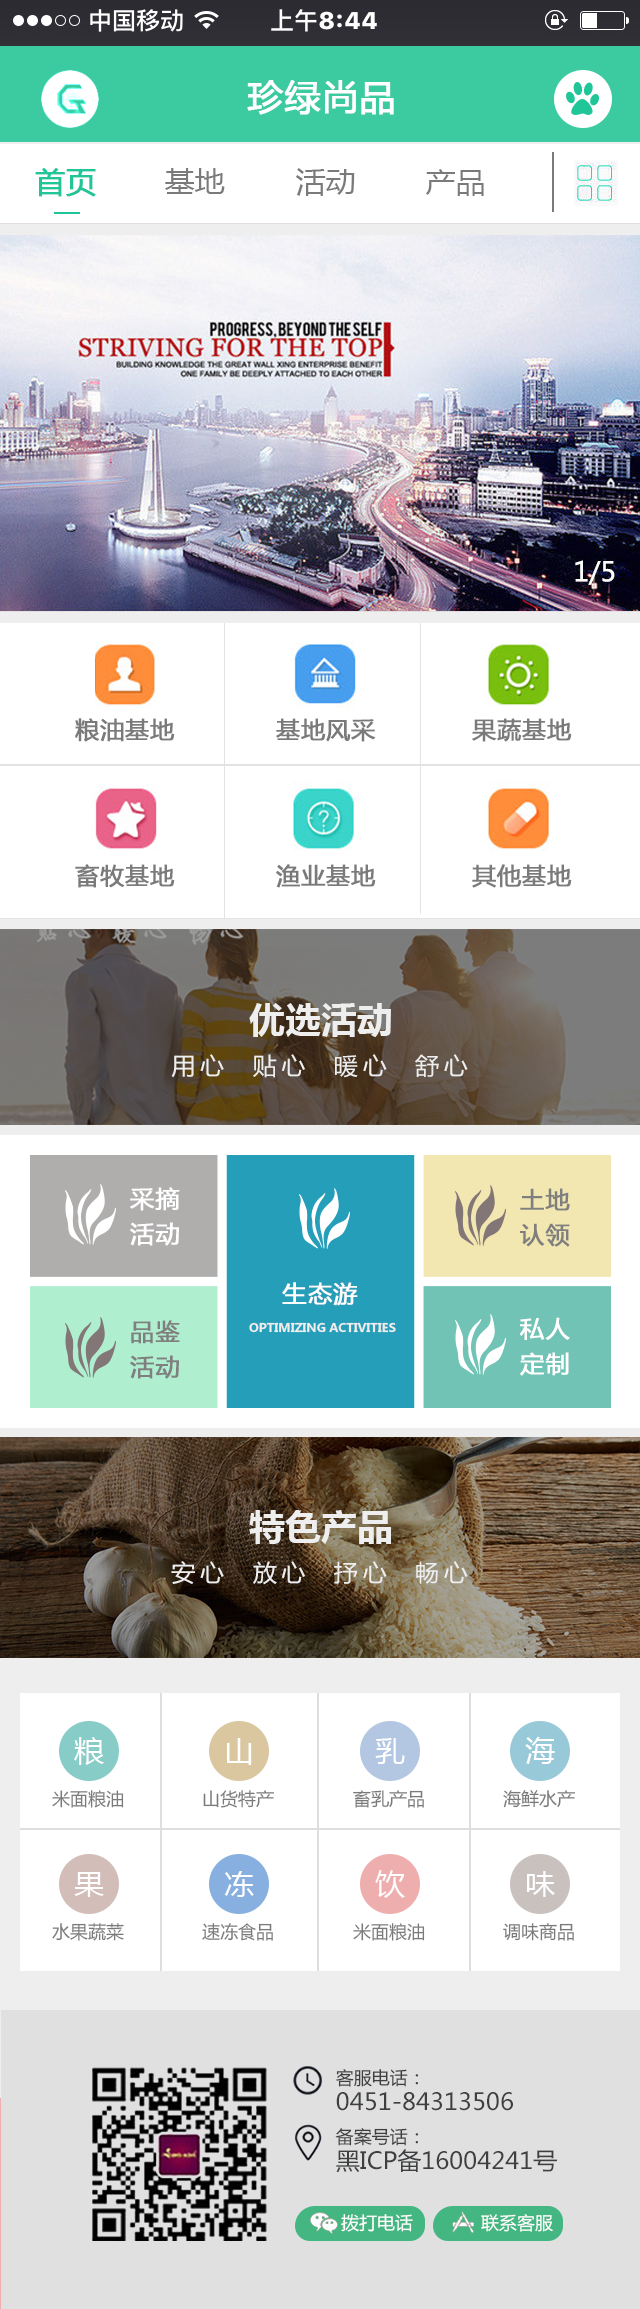 中国移动 上午8:44
珍绿尚品
首页 基地 活动 产品
PROGRESS, BEYOND THE SELF
STRIVING FOR THE TOP
BUILDING KNOWLEDGE THE GREAT WALL XING ENTERPRISE BENEFIT
ONE FAMILY BE DEEPLY ATTACHED TO EACH OTHER
1/5
粮油基地 基地风采 果蔬基地
畜牧基地 渔业基地 其他基地
贴心 暖心 畅心
优选活动
用心 贴心 暖心 舒心
采摘
活动
生态游
OPTIMIZING ACTIVITIES
土地
认领
品鉴
活动
私人
定制
特色产品
安心 放心 抒心 畅心
粮 山 乳 海
米面粮油 山货特产 畜乳产品 海鲜水产
果 冻 饮 味
水果蔬菜 速冻食品 米面粮油 调味商品
客服电话：
0451-84313506
备案号话：
黑ICP备16004241号
拨打电话 联系客服